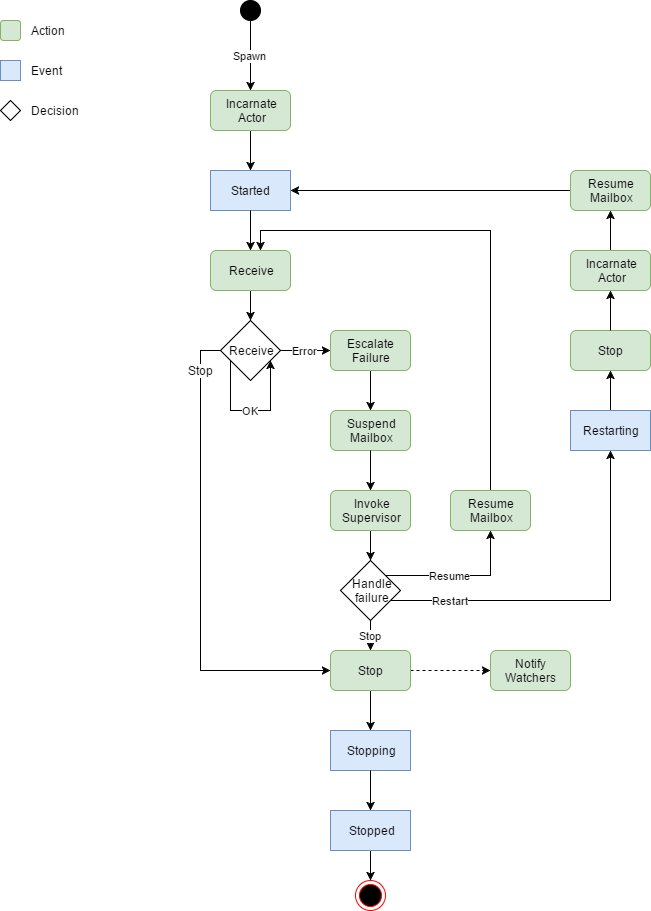 Action
Event
Decision
Spawn
Incarnate
Actor
Started
Resume
Mailbox
Receive
Incarnate
Actor
Receive
Error
Escalate
Failure
Stop
Stop
OK
Suspend
Mailbox
Restarting
Invoke
Supervisor
Resume
Mailbox
Handle
failure
Resume
Restart
Stop
Stop
Notify
Watchers
Stopping
Stopped